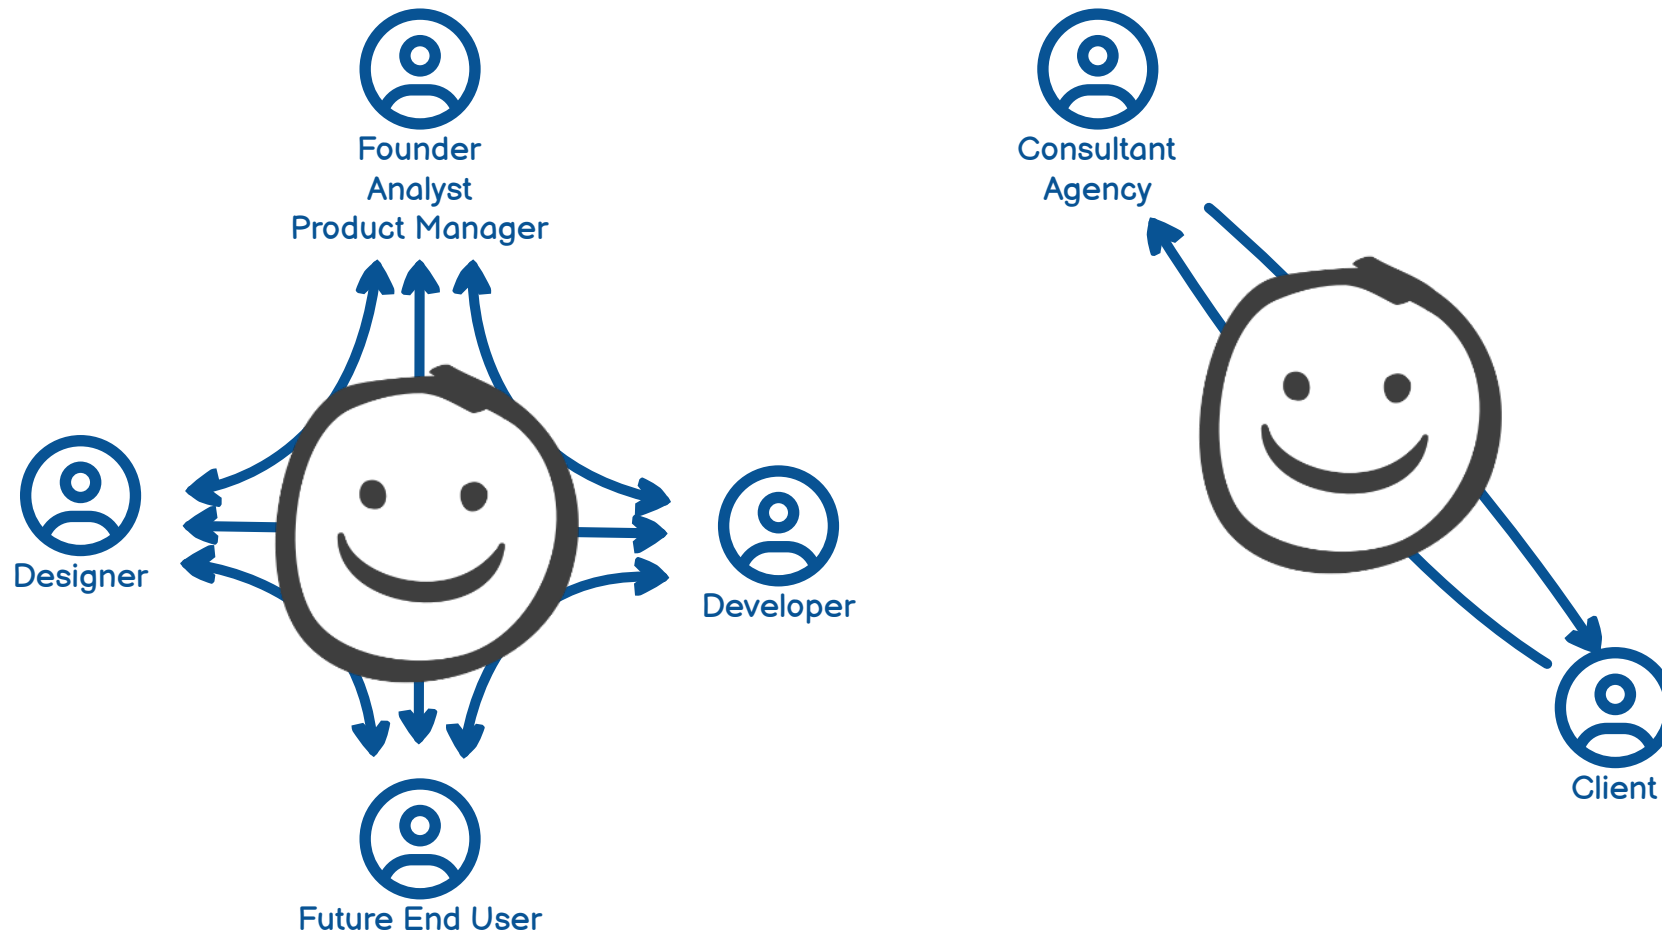 Founder
Analyst
Product Manager
Consultant
Agency
Designer
Developer
Client
Future End User